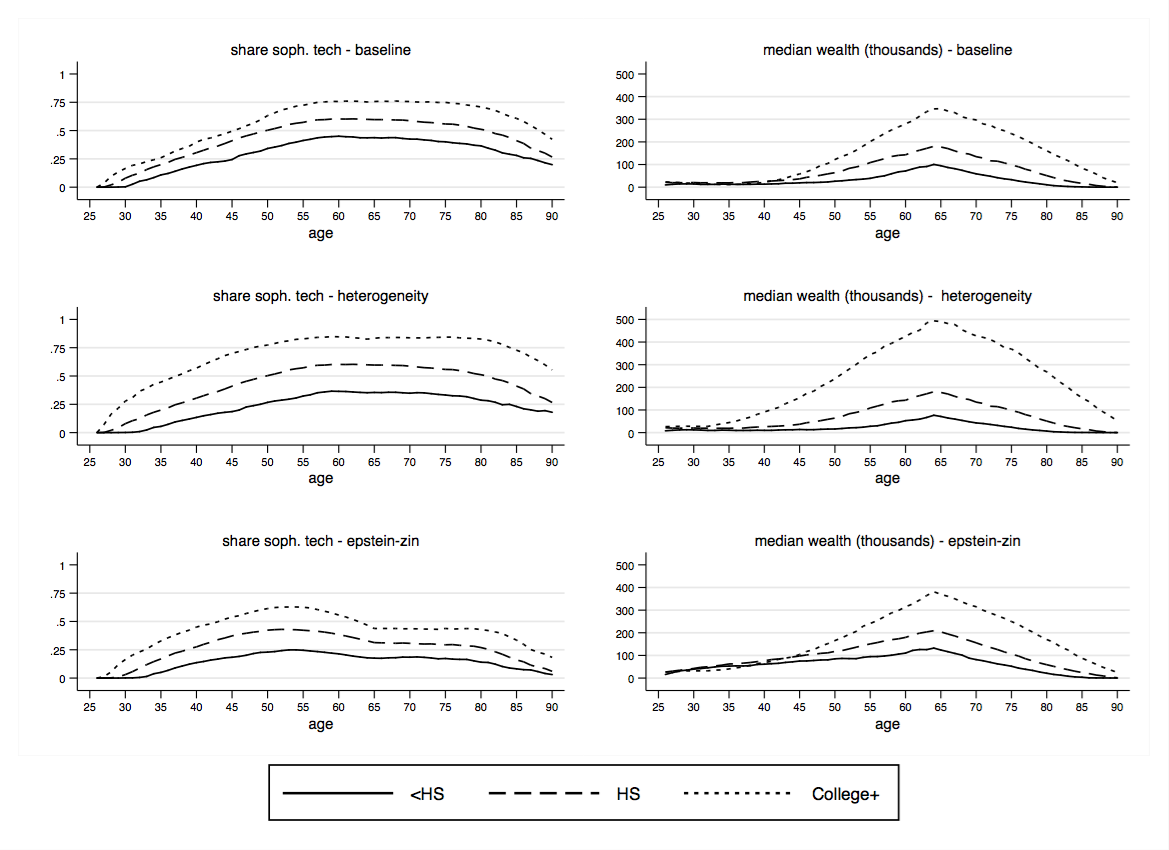 share soph. tech - baseline
1
.75
.5
.25
0
25 30 35 40 45 50 55 60 65 70 75 80 85 90
age
median wealth (thousands) - baseline
500
400
300
200
100
0
25 30 35 40 45 50 55 60 65 70 75 80 85 90
age
share soph. tech - heterogeneity
1
.75
.5
.25
0
25 30 35 40 45 50 55 60 65 70 75 80 85 90
age
median wealth (thousands) - heterogeneity
500
400
300
200
100
0
25 30 35 40 45 50 55 60 65 70 75 80 85 90
age
share soph. tech - epstein-zin
1
.75
.5
.25
0
25 30 35 40 45 50 55 60 65 70 75 80 85 90
age
median wealth (thousands) - epstein-zin
500
400
300
200
100
0
25 30 35 40 45 50 55 60 65 70 75 80 85 90
age
<HS HS College+